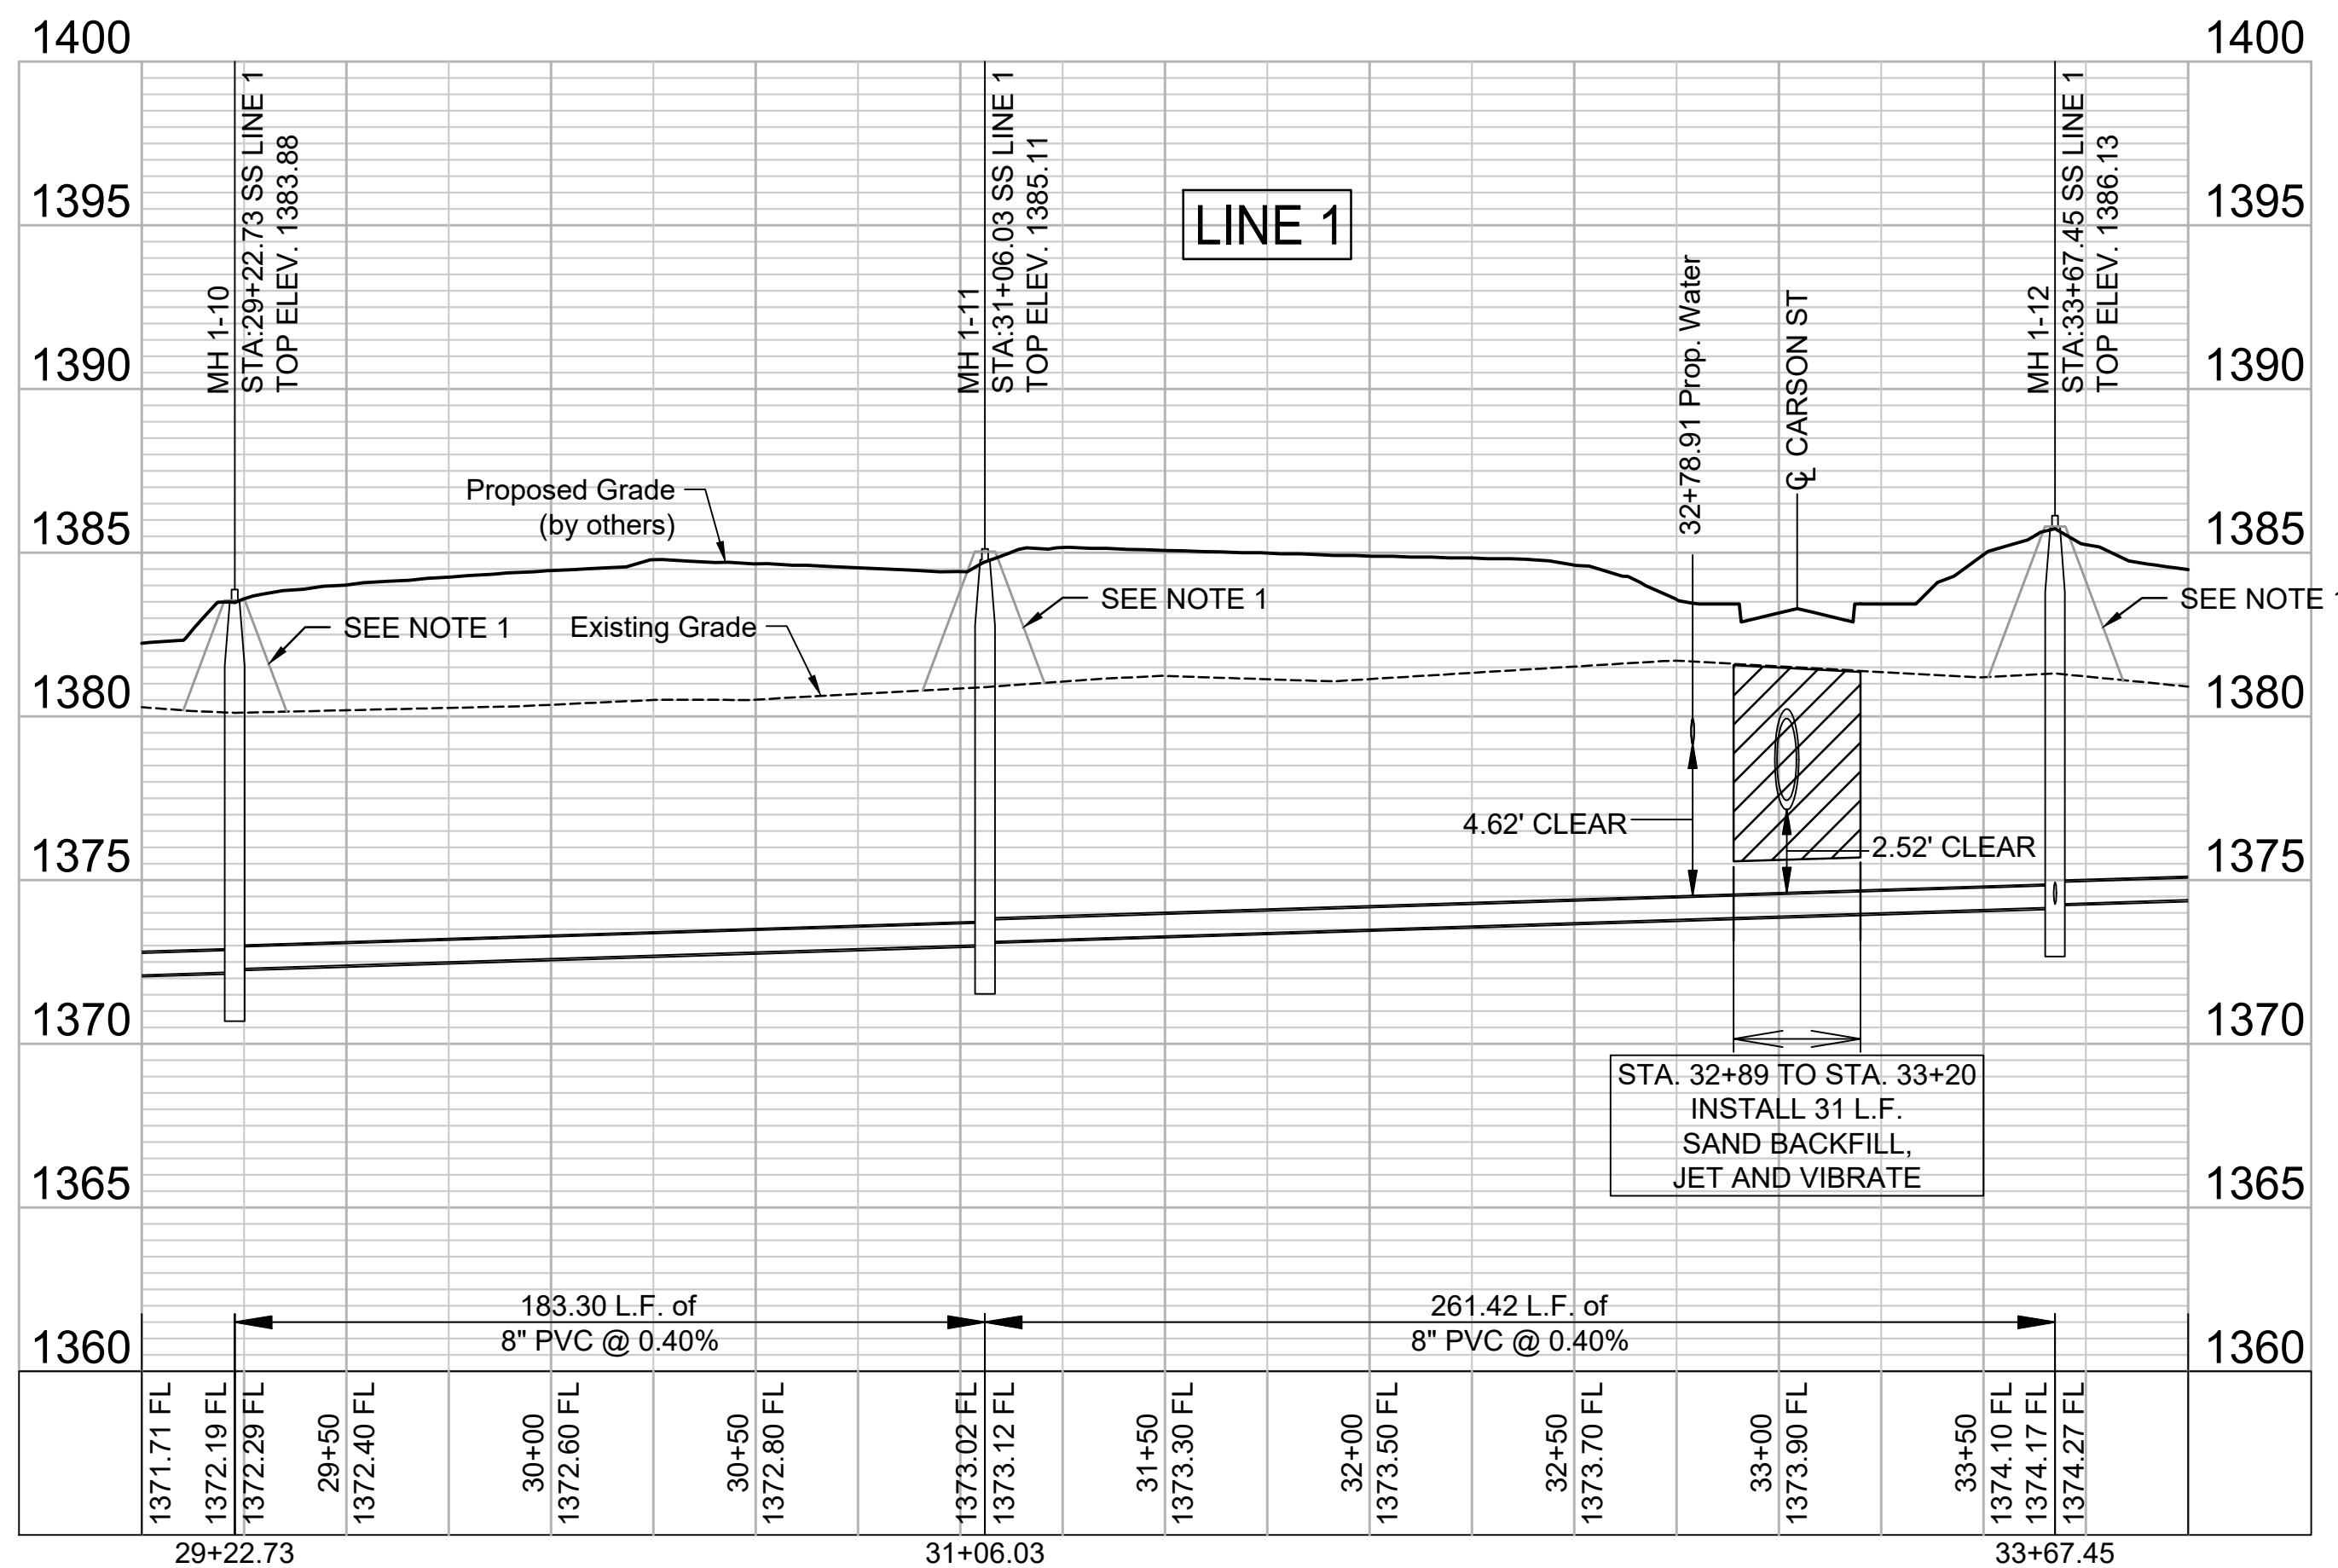 1400
1400
1395
1395
1390
1390
1385
1385
1380
1380
1375
1375
1370
1370
1365
1365
1360
1360
MH 1-10
STA:29+22.73 SS LINE 1
TOP ELEV. 1383.88
MH 1-11
STA:31+06.03 SS LINE 1
TOP ELEV. 1385.11
LINE 1
32+78.91 Prop. Water
℄ CARSON ST
MH 1-12
STA:33+67.45 SS LINE 1
TOP ELEV. 1386.13
Proposed Grade
(by others)
SEE NOTE 1
Existing Grade
SEE NOTE 1
SEE NOTE 1
4.62' CLEAR
2.52' CLEAR
STA. 32+89 TO STA. 33+20
INSTALL 31 L.F.
SAND BACKFILL,
JET AND VIBRATE
183.30 L.F. of
8" PVC @ 0.40%
261.42 L.F. of
8" PVC @ 0.40%
1371.71 FL
1372.19 FL
1372.29 FL
29+50
1372.40 FL
30+00
1372.60 FL
30+50
1372.80 FL
1373.02 FL
1373.12 FL
31+50
1373.30 FL
32+00
1373.50 FL
32+50
1373.70 FL
33+00
1373.90 FL
33+50
1374.10 FL
1374.17 FL
1374.27 FL
29+22.73
31+06.03
33+67.45